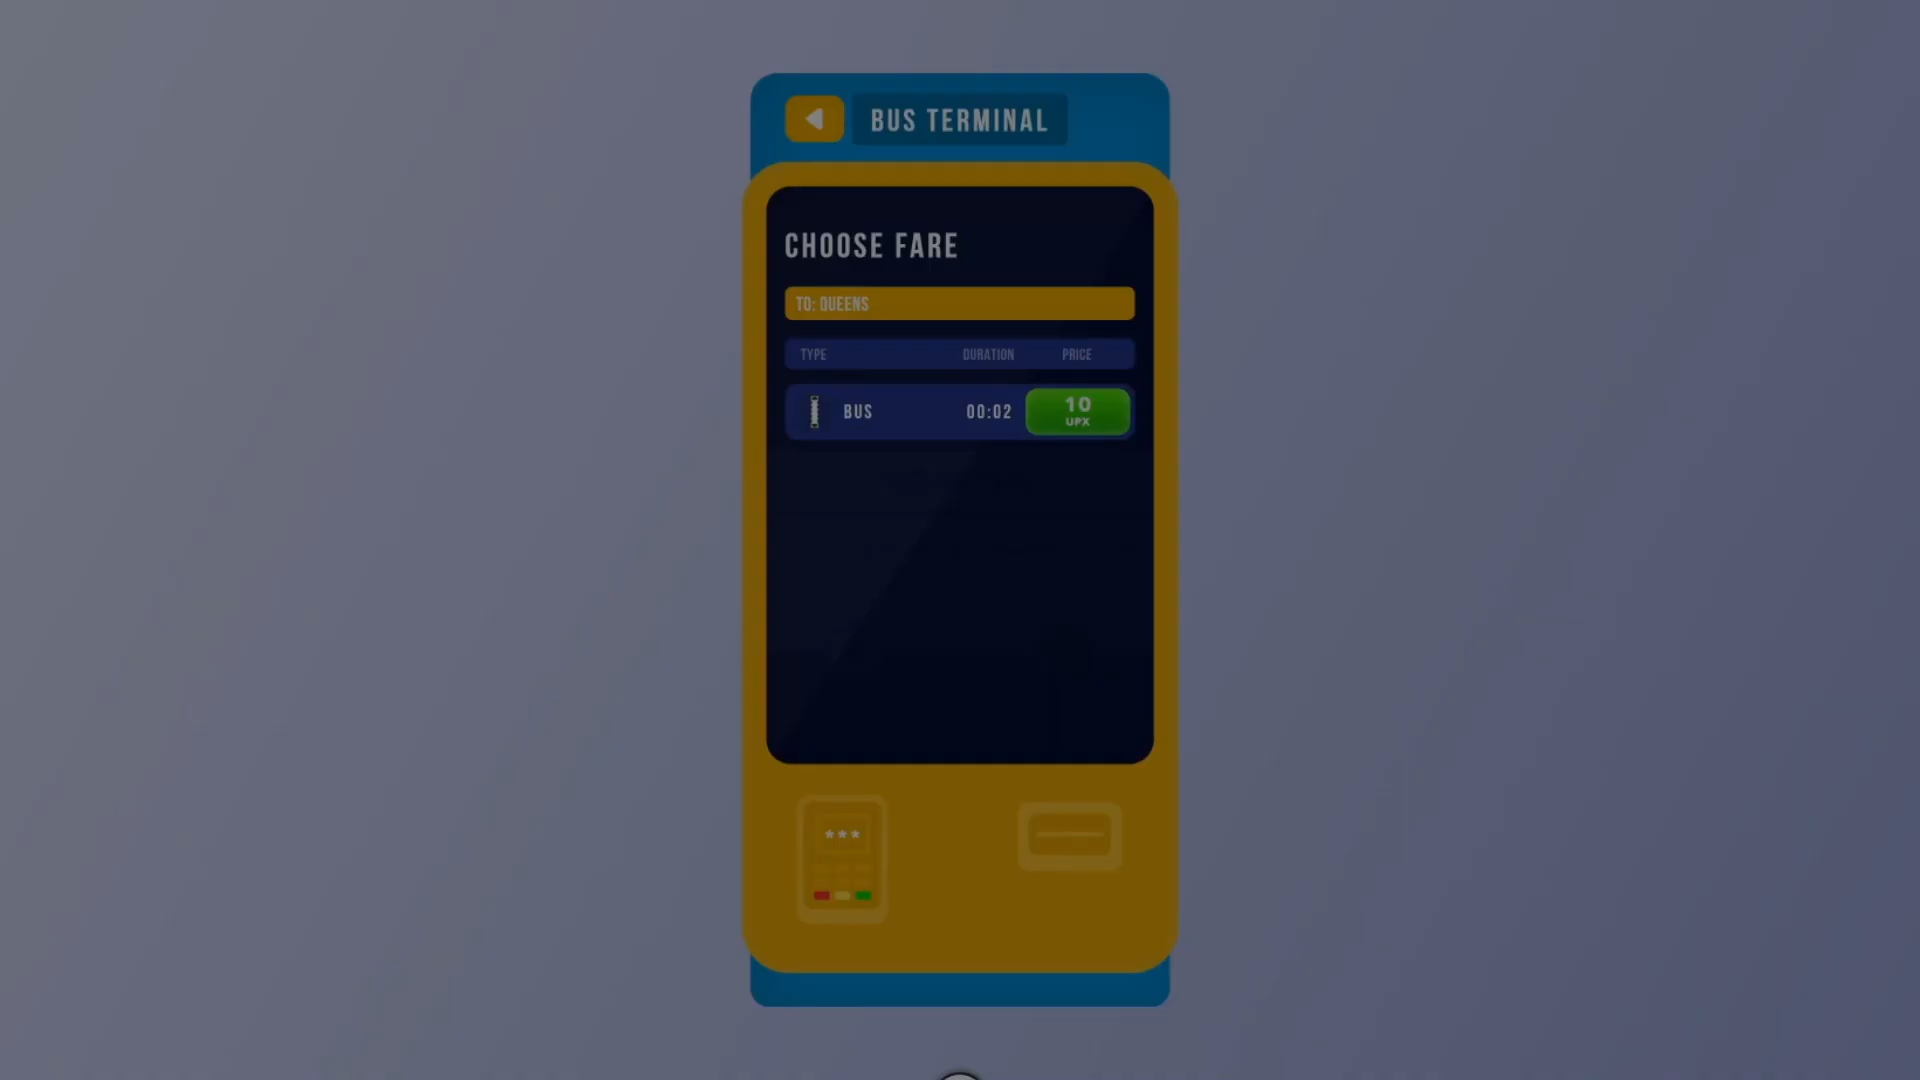 BUS TERMINAL
CHOOSE FARE
TO: QUEENS
TYPE DURATION PRICE
BUS 00:02 10 UPX
***